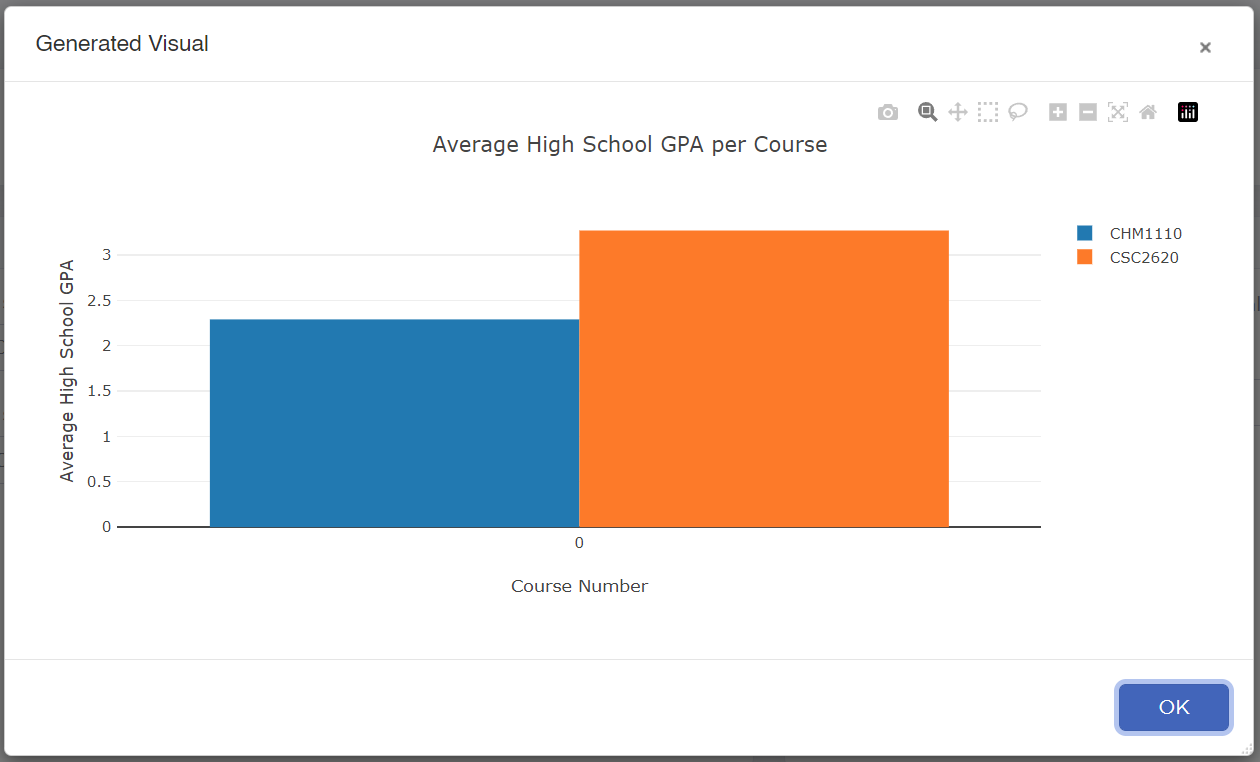 Generated Visual
×
Average High School GPA per Course
CHM1110
CSC2620
Average High School GPA
3
2.5
2
1.5
1
0.5
0
0
Course Number
OK